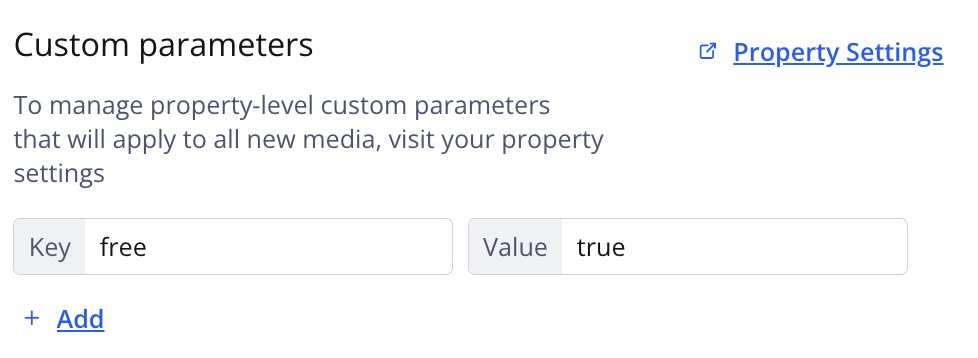 Custom parameters
Property Settings
To manage property-level custom parameters
that will apply to all new media, visit your property
settings
Key free Value true
+ Add